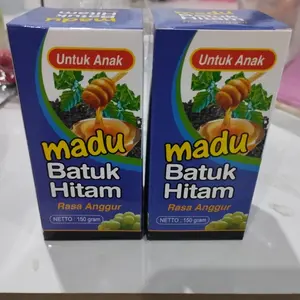 Untuk Anak
madu
Batuk
Hitam
Rasa Anggur
NETTO : 150 gram
Untuk Anak
madu
Batuk
Hitam
Rasa Anggur
NETTO : 150 gram